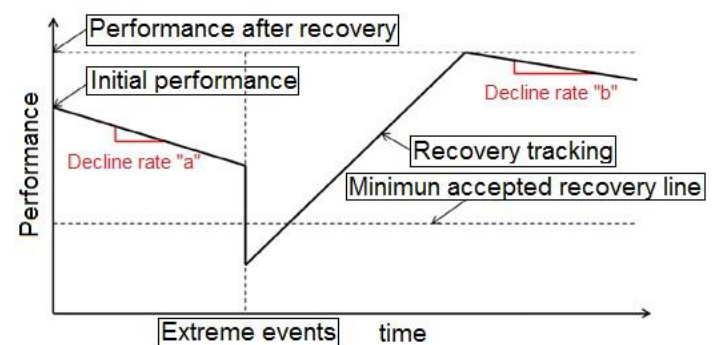 Performance after recovery
Initial performance
Decline rate "b"
Decline rate "a"
Recovery tracking
Minimun accepted recovery line
Performance
Extreme events
time